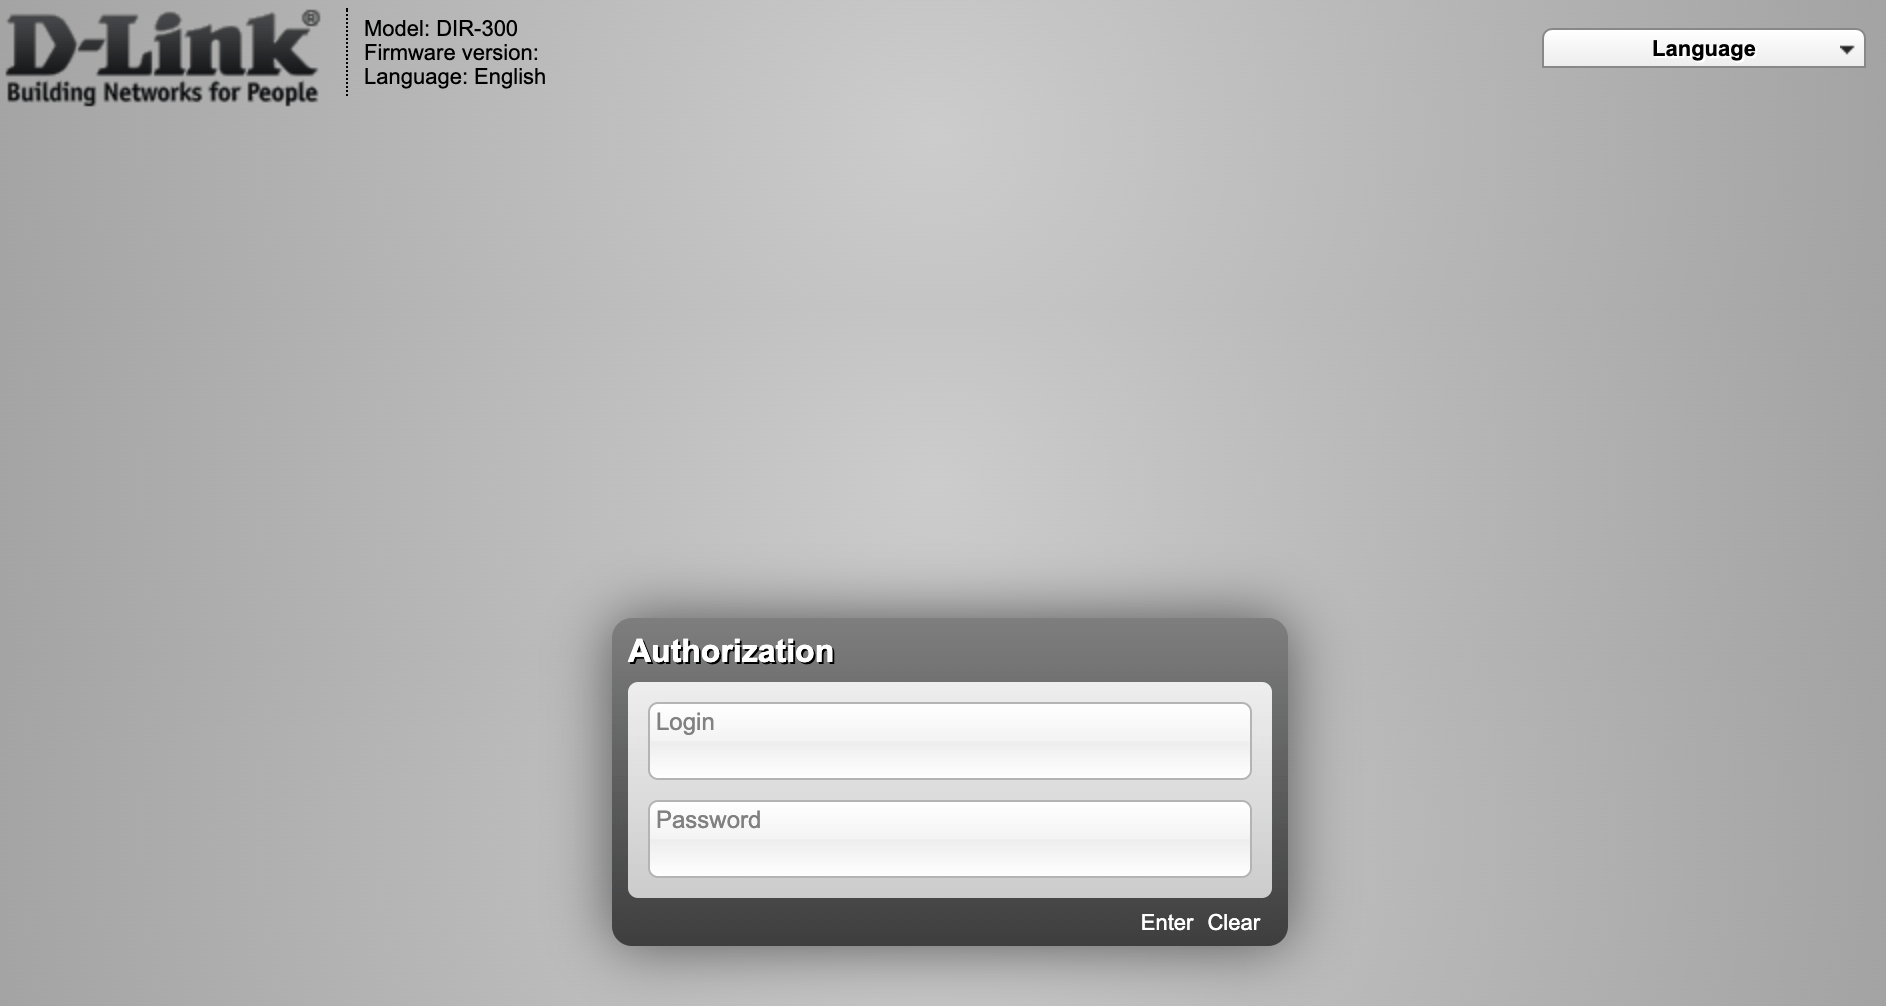 D-Link®
Building Networks for People
Model: DIR-300
Firmware version:
Language: English
Language
Authorization
Login
Password
Enter Clear